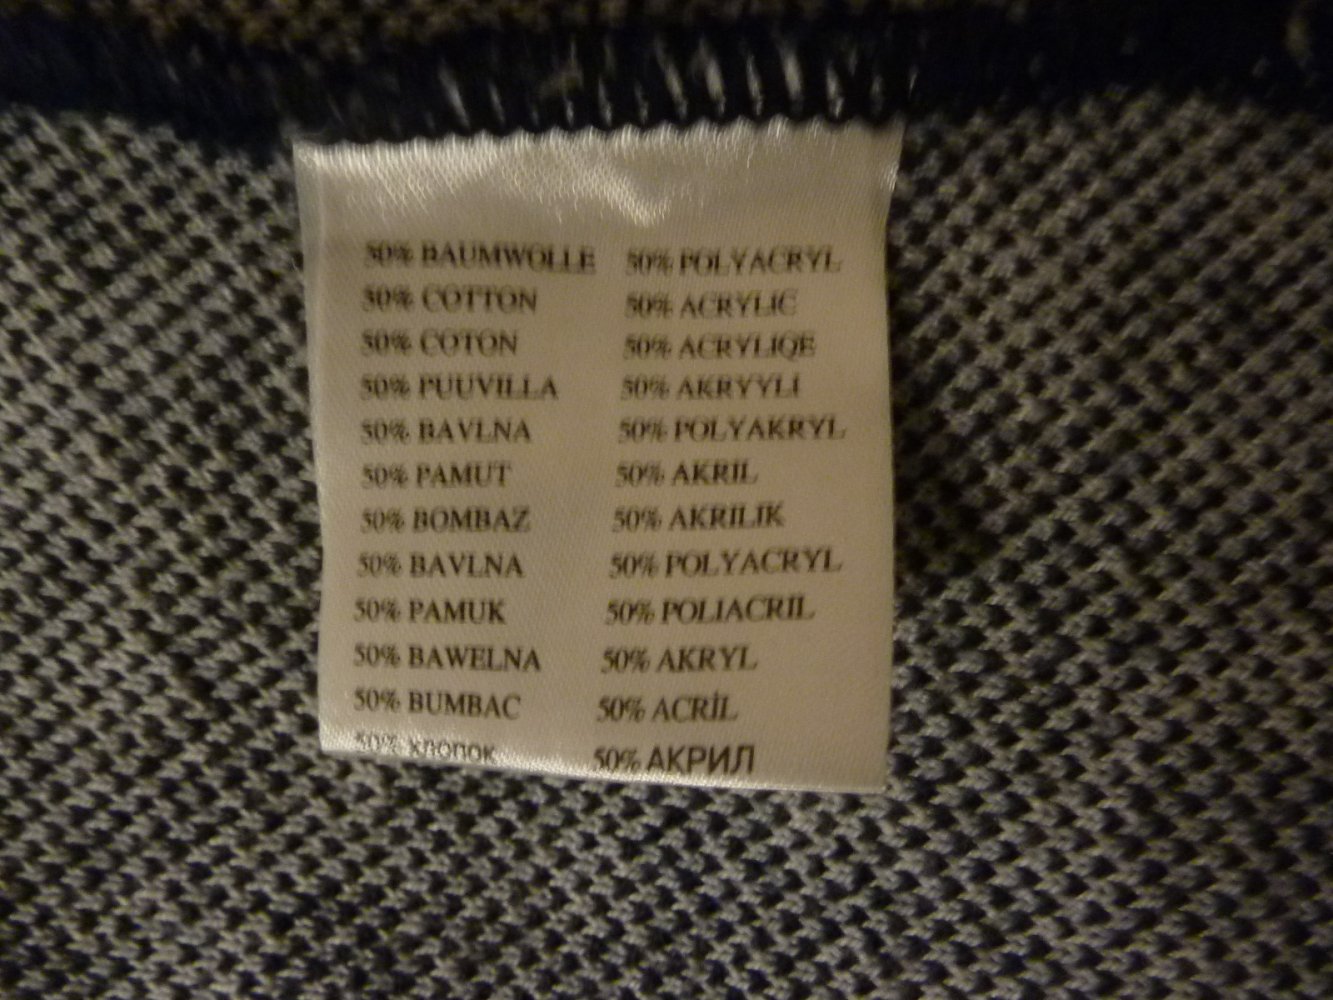 50% BAUMWOLLE 50% POLYACRYL
50% COTTON 50% ACRYLIC
50% COTON 50% ACRYLIQE
50% PUUVILLA 50% AKRYYLI
50% BAVLNA 50% POLYAKRYL
50% PAMUT 50% AKRIL
50% BOMBAZ 50% AKRILIK
50% BAVLNA 50% POLYACRYL
50% PAMUK 50% POLIACRIL
50% BAWELNA 50% AKRYL
50% BUMBAC 50% ACRİL
50% хлопок 50% АКРИЛ